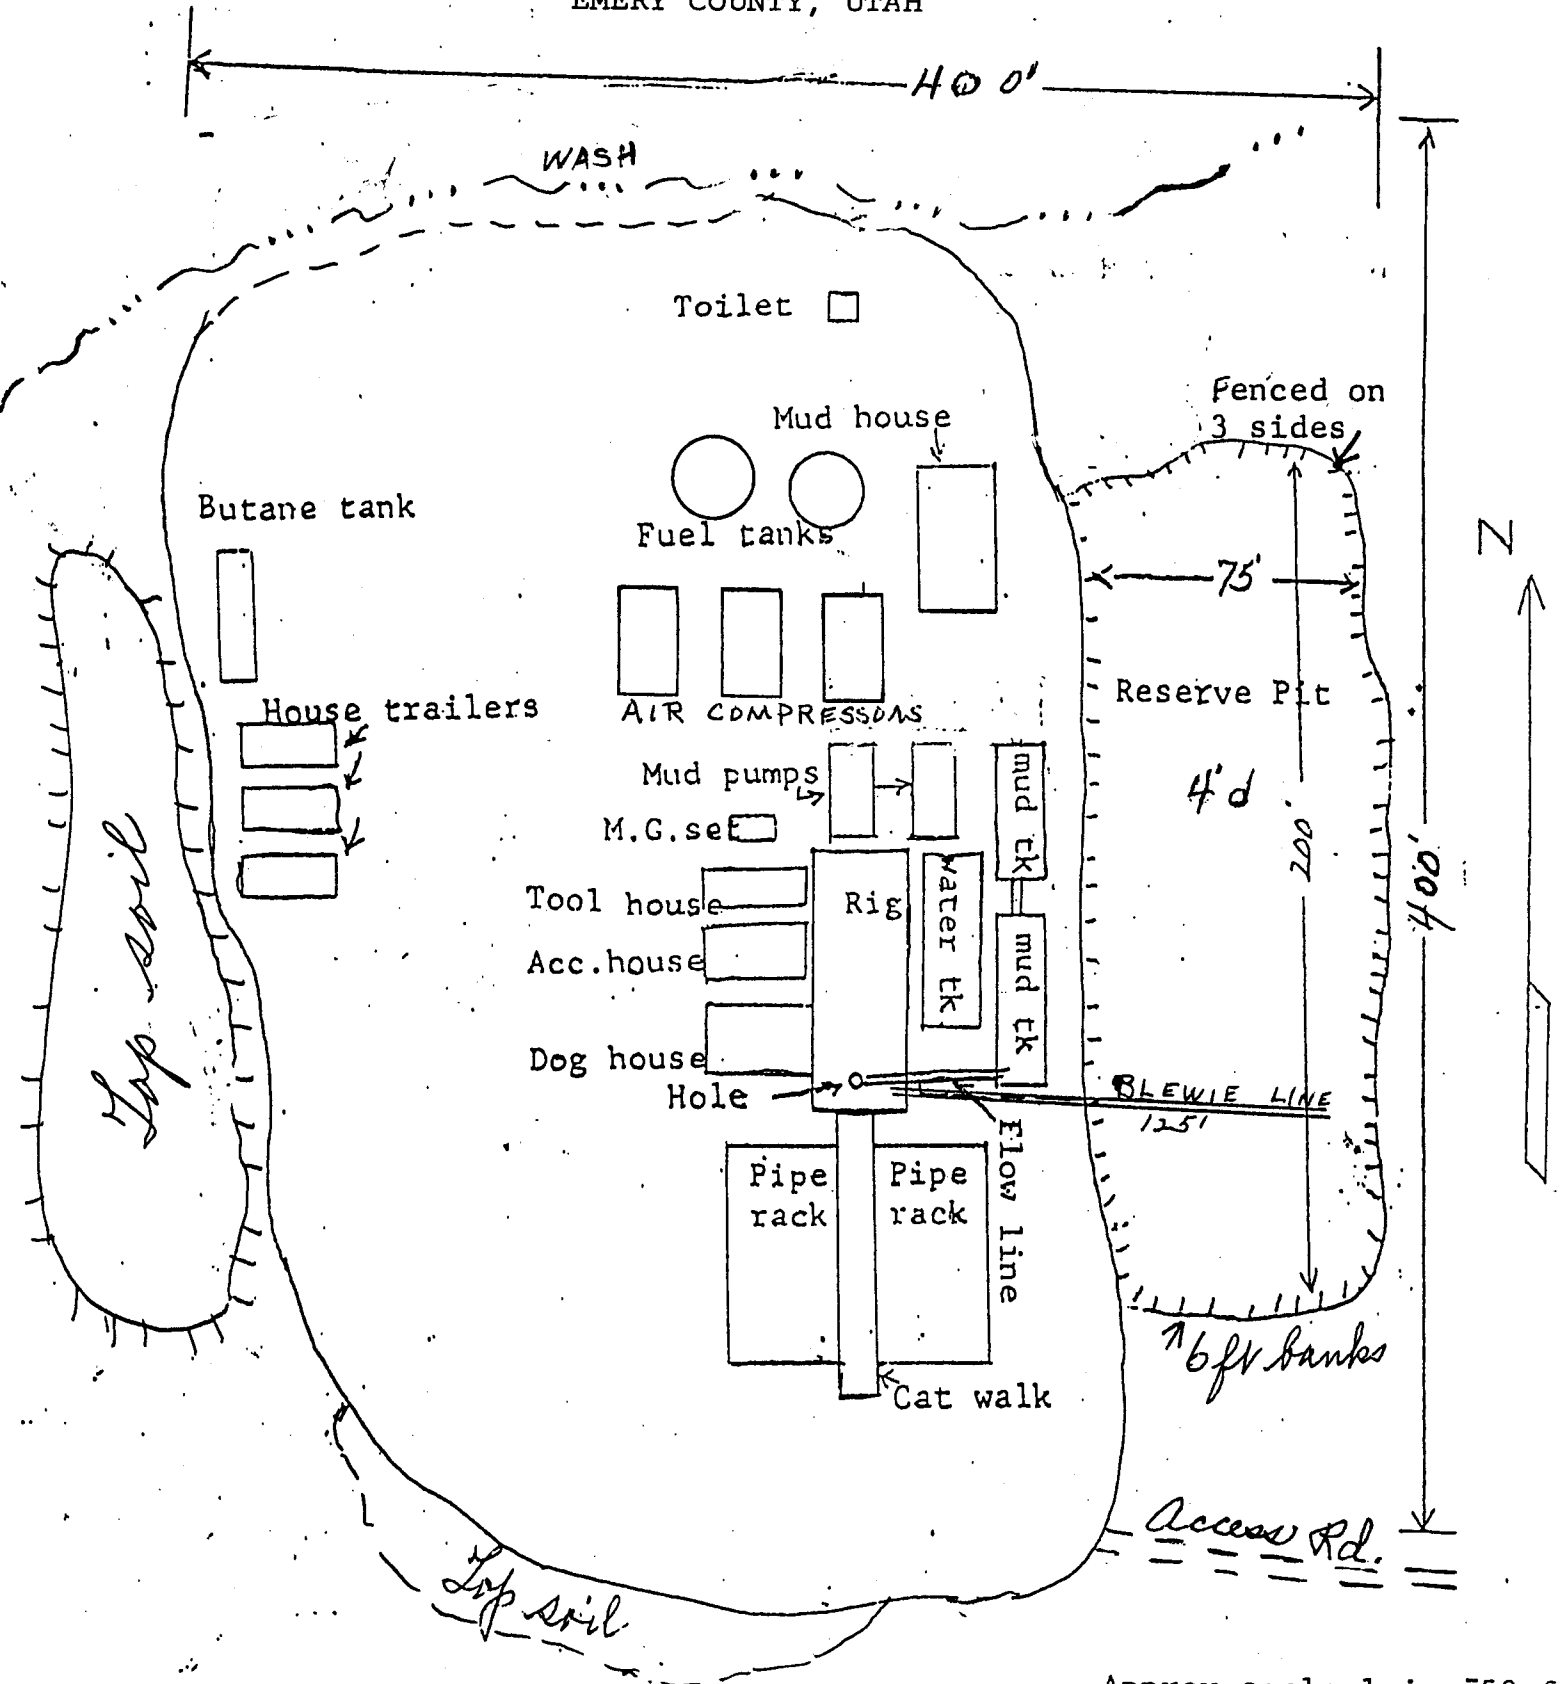 EMERY COUNTY, UTAH
400'
WASH
Toilet
Fenced on
3 sides
Mud house
Butane tank
Fuel tanks
N
75'
Reserve Pit
House trailers
AIR COMPRESSORS
Mud pumps
mud tk
4'd
200'
400'
M.G.set
Top soil
Tool house
Rig
water tk
Acc.house
mud tk
Dog house
Hole
BLEWIE LINE
125'
Flow line
Pipe
rack
Pipe
rack
6 ft banks
Cat walk
Access Rd.
Top soil